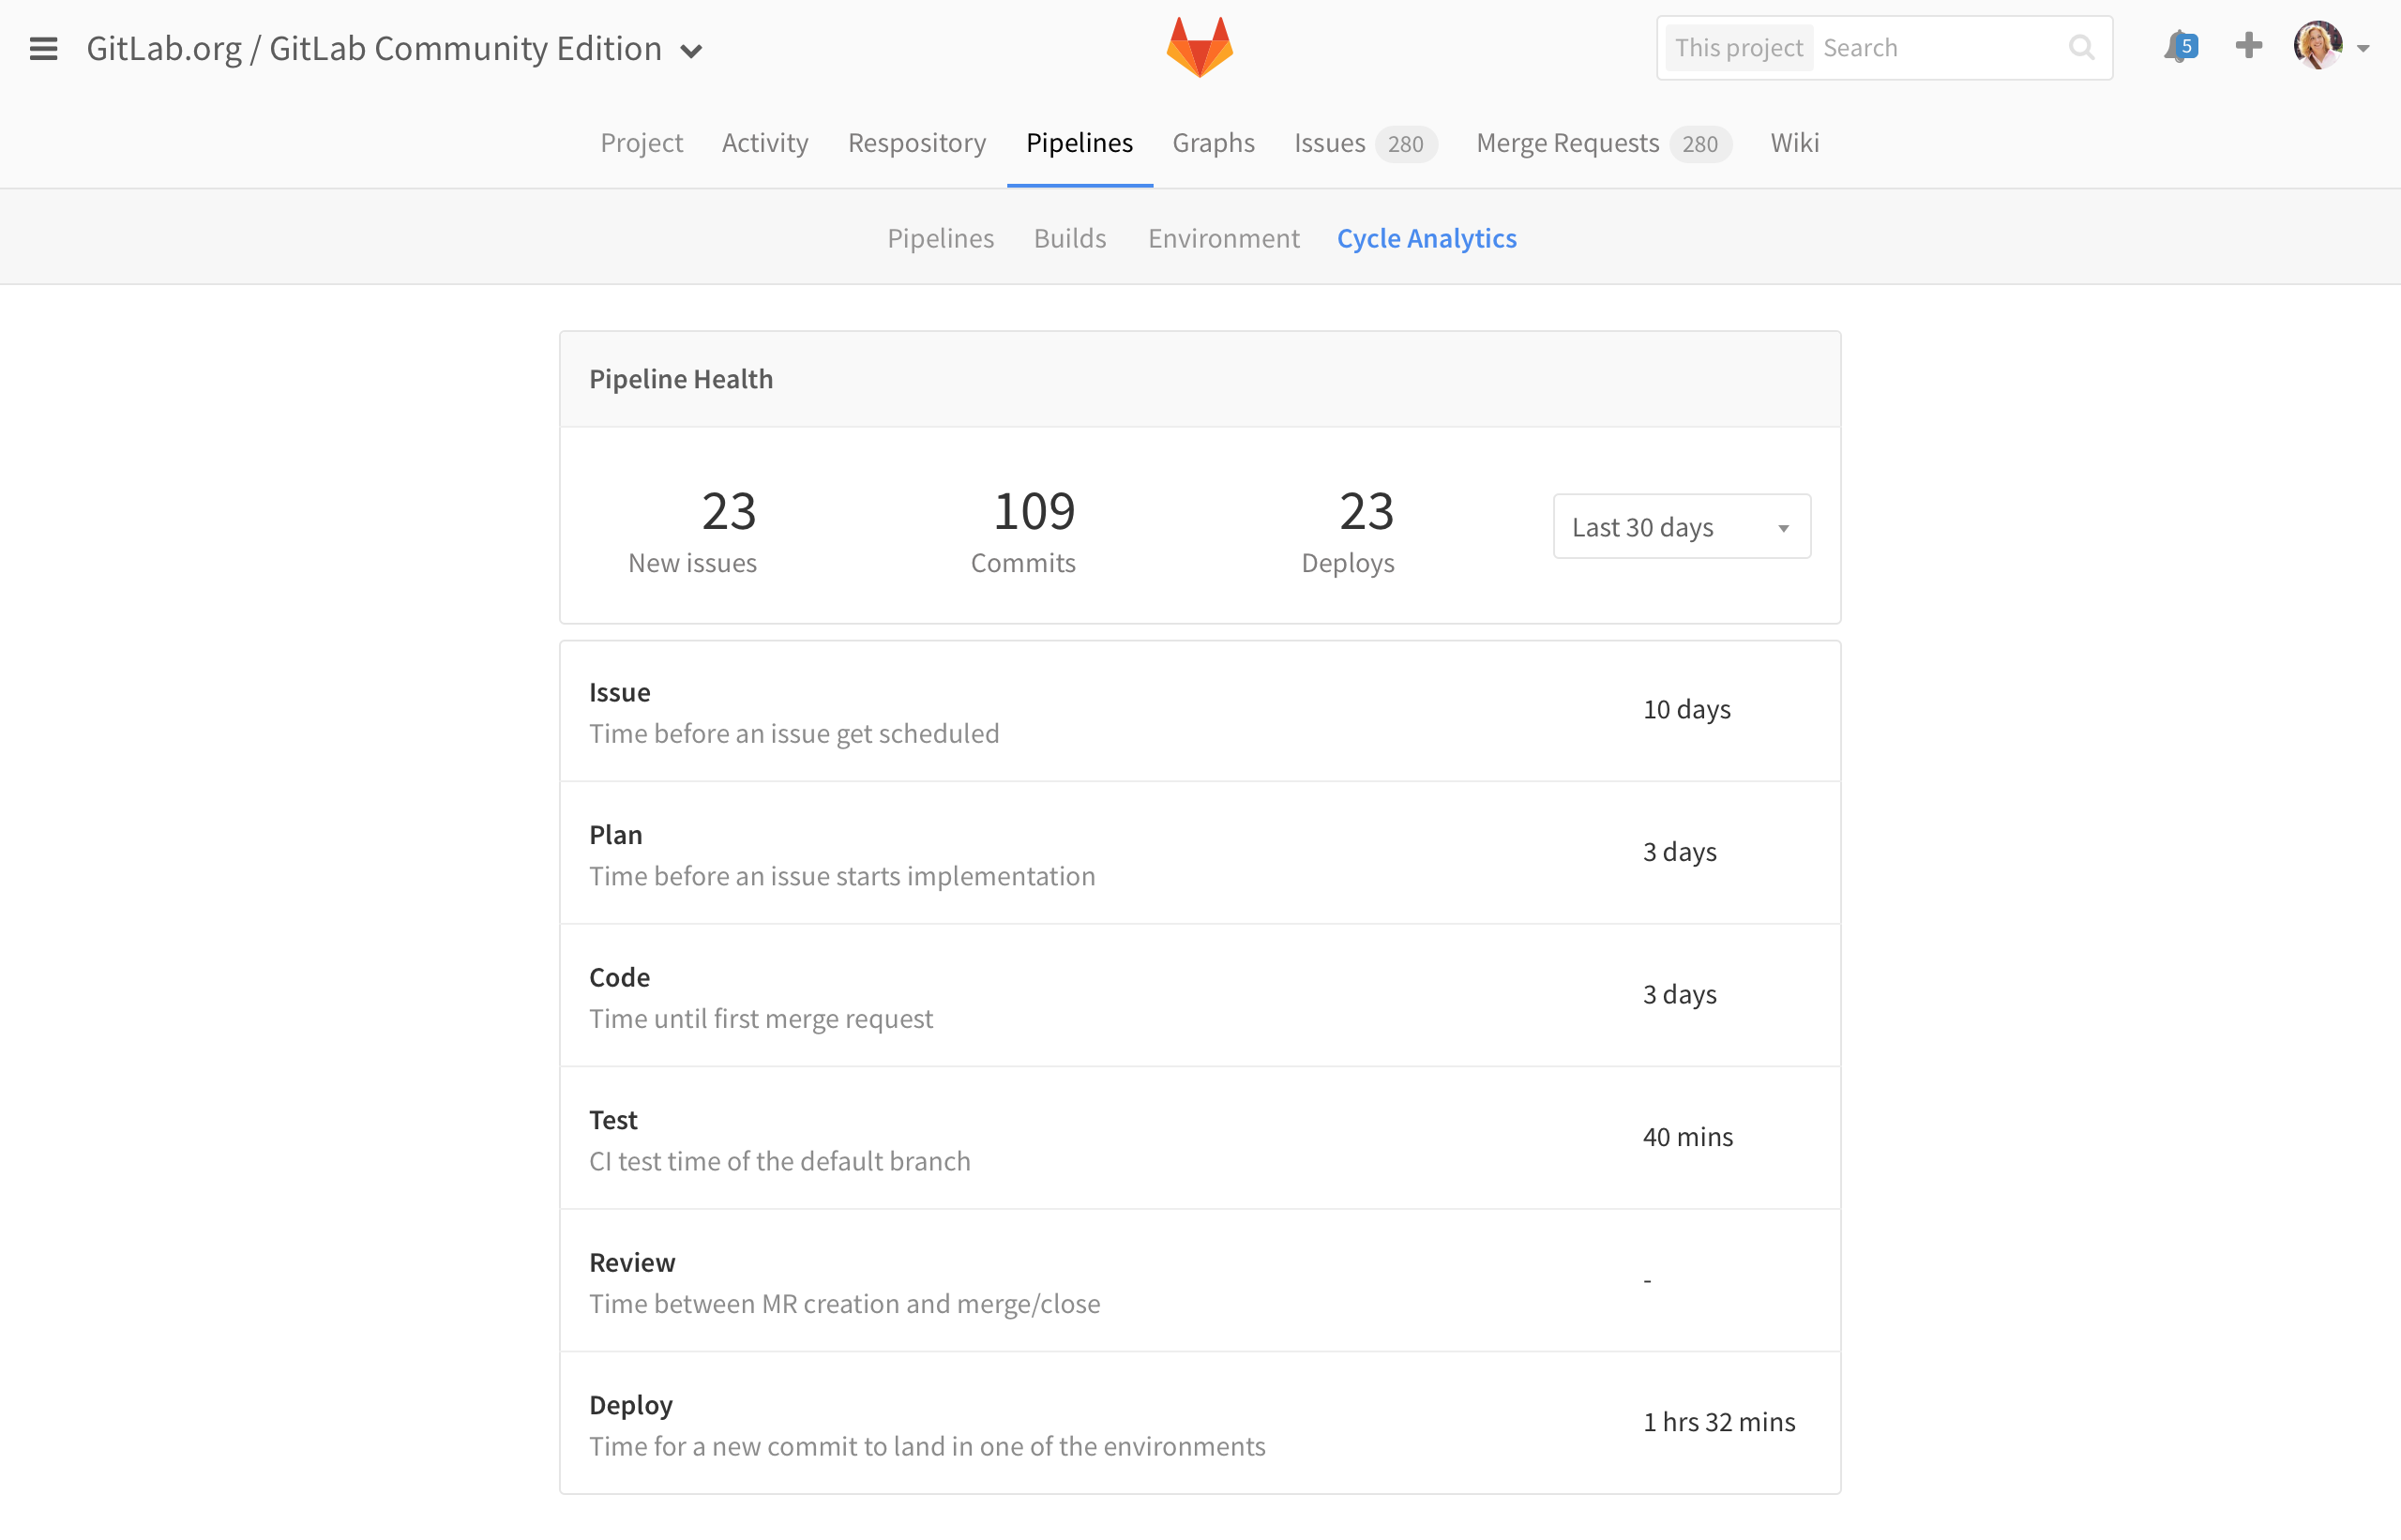 GitLab.org / GitLab Community Edition
This project Search
5
Project Activity Respository Pipelines Graphs Issues 280 Merge Requests 280 Wiki
Pipelines Builds Environment Cycle Analytics
Pipeline Health
23 109 23
New issues Commits Deploys
Last 30 days
Issue
Time before an issue get scheduled
10 days
Plan
Time before an issue starts implementation
3 days
Code
Time until first merge request
3 days
Test
CI test time of the default branch
40 mins
Review
Time between MR creation and merge/close
-
Deploy
Time for a new commit to land in one of the environments
1 hrs 32 mins